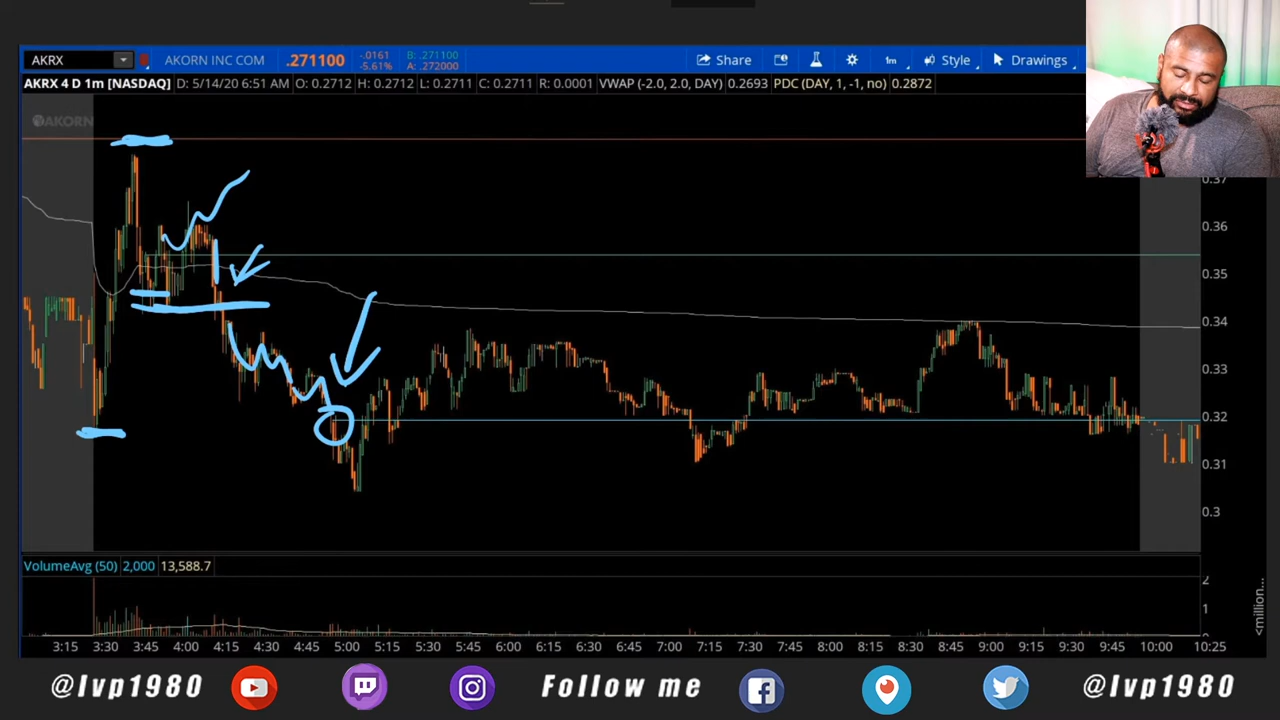 AKRX AKORN INC COM .271100 -.0161 -5.61% B: .271100 A: .272000 Share 1m Style Drawings
AKRX 4 D 1m [NASDAQ] D: 5/14/20 6:51 AM O: 0.2712 H: 0.2712 L: 0.2711 C: 0.2711 R: 0.0001 VWAP (-2.0, 2.0, DAY) 0.2693 PDC (DAY, 1, -1, no) 0.2872
AKORN
0.37
0.36
0.35
0.34
0.33
0.32
0.31
0.3
VolumeAvg (50) 2,000 13,588.7
2
1
0
<million...
3:15 3:30 3:45 4:00 4:15 4:30 4:45 5:00 5:15 5:30 5:45 6:00 6:15 6:30 6:45 7:00 7:15 7:30 7:45 8:00 8:15 8:30 8:45 9:00 9:15 9:30 9:45 10:00 10:25
@lvp1980 Follow me @lvp1980